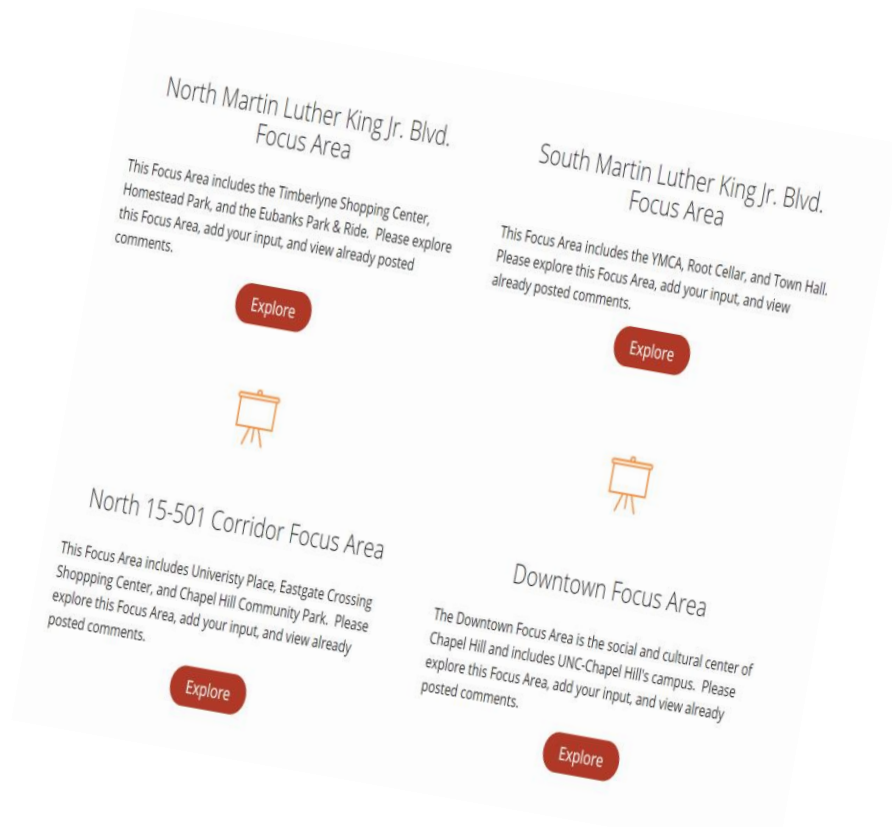 North Martin Luther King Jr. Blvd.
Focus Area
This Focus Area includes the Timberlyne Shopping Center,
Homestead Park, and the Eubanks Park & Ride. Please explore
this Focus Area, add your input, and view already posted
comments.
Explore
South Martin Luther King Jr. Blvd.
Focus Area
This Focus Area includes the YMCA, Root Cellar, and Town Hall.
Please explore this Focus Area, add your input, and view
already posted comments.
Explore
North 15-501 Corridor Focus Area
This Focus Area includes Univeristy Place, Eastgate Crossing
Shoppping Center, and Chapel Hill Community Park. Please
explore this Focus Area, add your input, and view already
posted comments.
Explore
Downtown Focus Area
The Downtown Focus Area is the social and cultural center of
Chapel Hill and includes UNC-Chapel Hill's campus. Please
explore this Focus Area, add your input, and view already
posted comments.
Explore